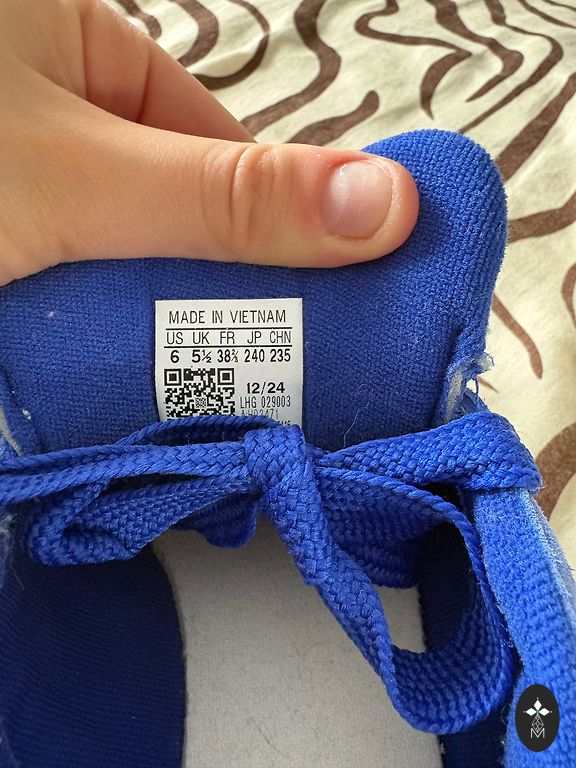 MADE IN VIETNAM
US UK FR JP CHN
6 5½ 38⅔ 240 235
12/24
LHG 029003
M